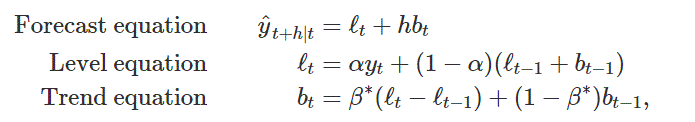 Forecast equation ŷ_{t+h|t} = ℓ_t + hb_t
Level equation ℓ_t = αy_t + (1 − α)(ℓ_{t−1} + b_{t−1})
Trend equation b_t = β*(ℓ_t − ℓ_{t−1}) + (1 − β*)b_{t−1},